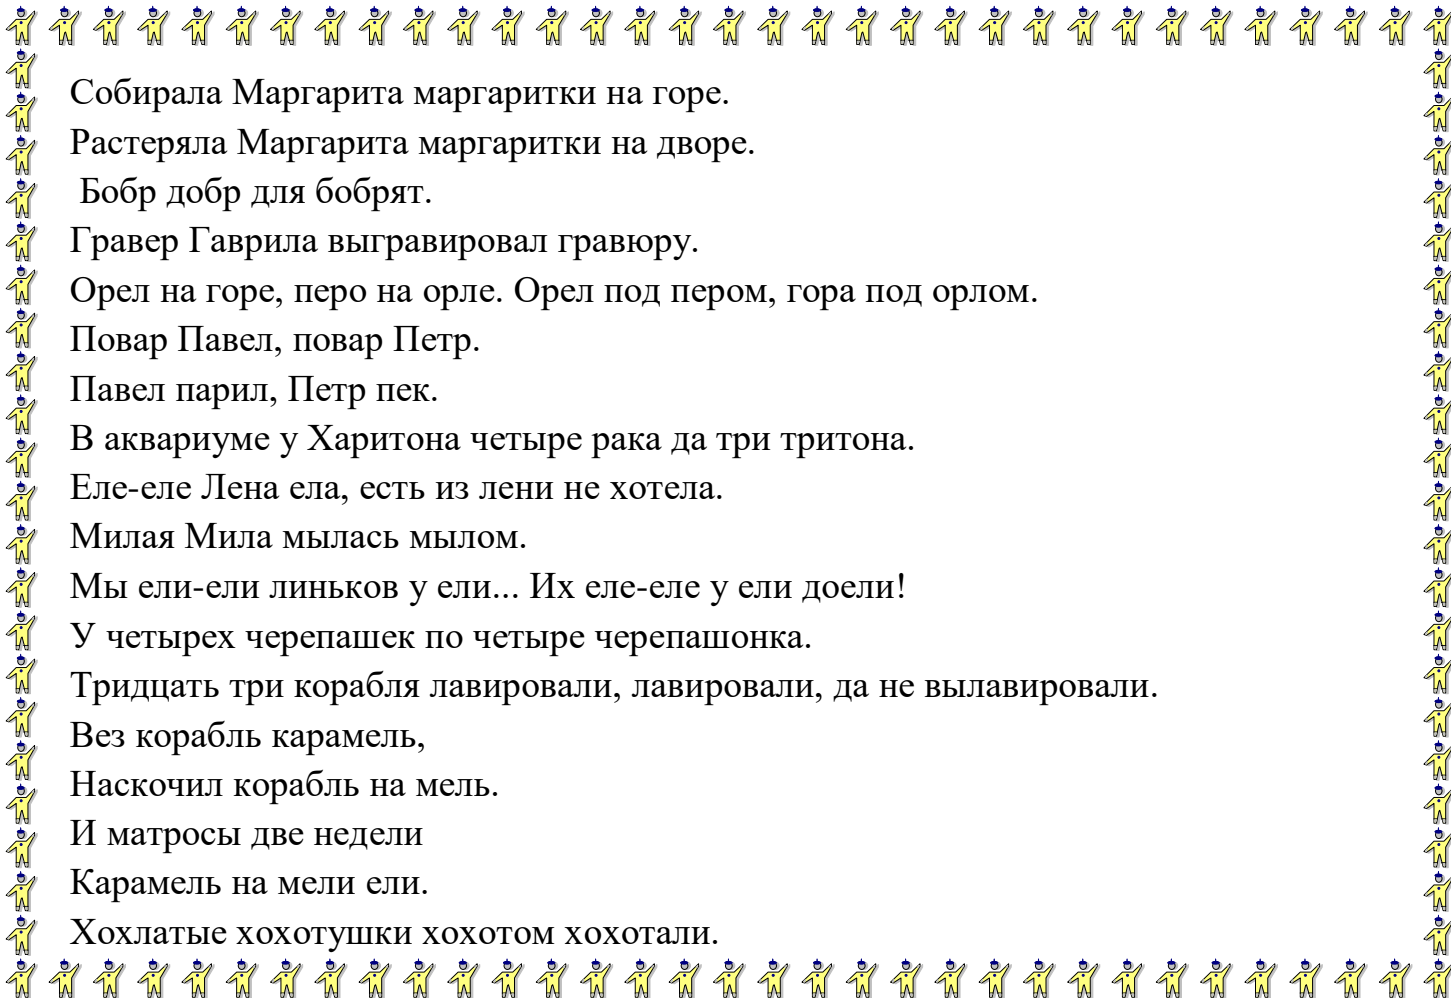 Собирала Маргарита маргаритки на горе.
Растеряла Маргарита маргаритки на дворе.
Бобр добр для бобрят.
Гравер Гаврила выгравировал гравюру.
Орел на горе, перо на орле. Орел под пером, гора под орлом.
Повар Павел, повар Петр.
Павел парил, Петр пек.
В аквариуме у Харитона четыре рака да три тритона.
Еле-еле Лена ела, есть из лени не хотела.
Милая Мила мылась мылом.
Мы ели-ели линьков у ели... Их еле-еле у ели доели!
У четырех черепашек по четыре черепашонка.
Тридцать три корабля лавировали, лавировали, да не вылавировали.
Вез корабль карамель,
Наскочил корабль на мель.
И матросы две недели
Карамель на мели ели.
Хохлатые хохотушки хохотом хохотали.